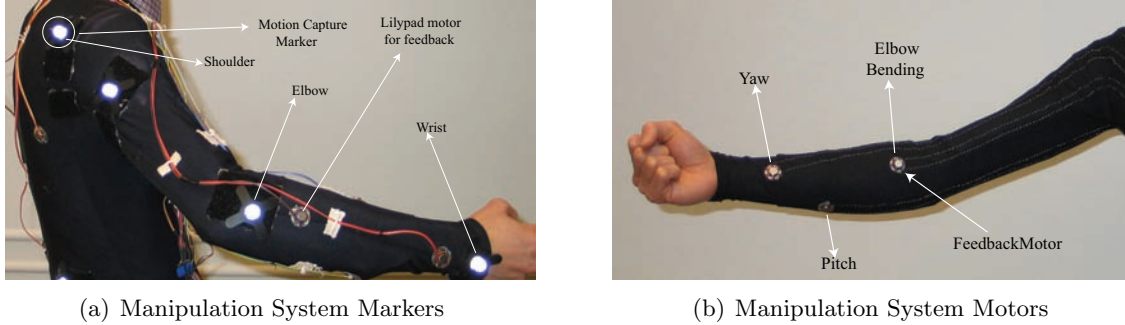 Motion Capture
Marker
Lilypad motor
for feedback
Shoulder
Elbow
Wrist
Elbow
Bending
Yaw
FeedbackMotor
Pitch
(a) Manipulation System Markers
(b) Manipulation System Motors